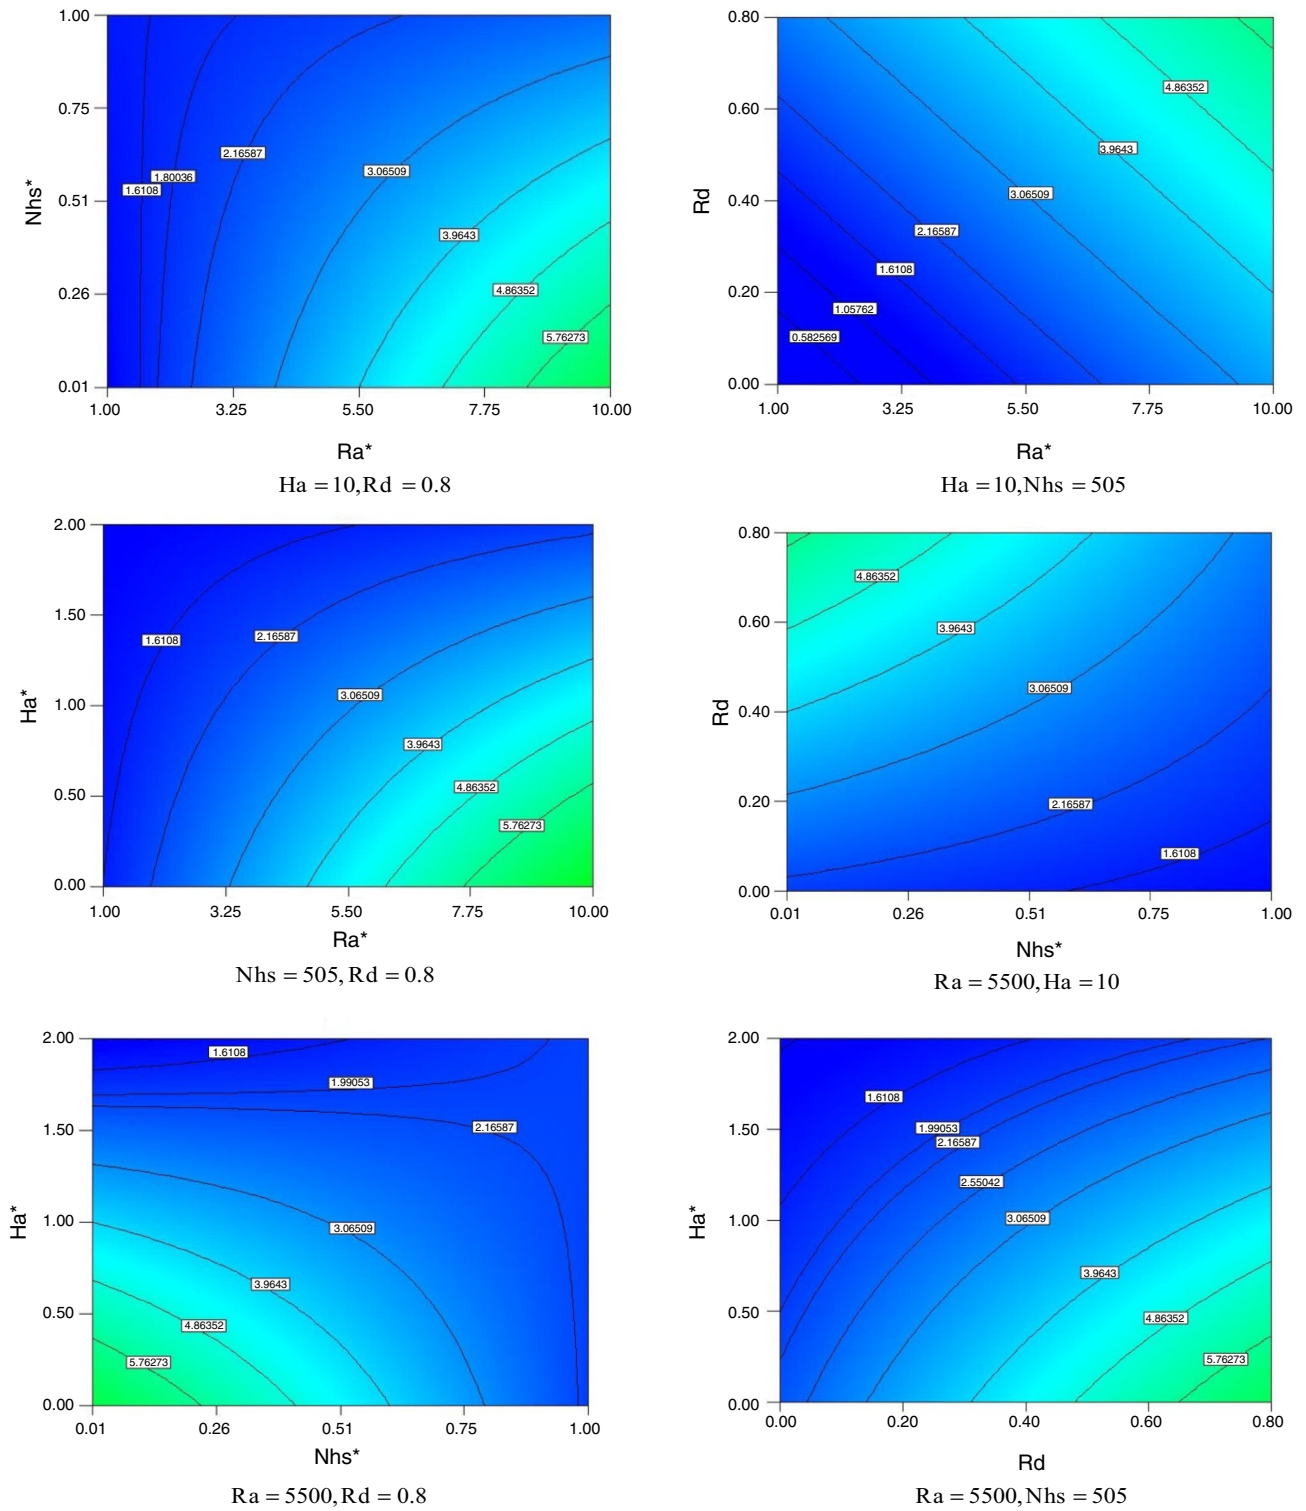 1.00
0.75
0.51
0.26
0.01
Nhs*
1.6108
1.80036
2.16587
3.06509
3.9643
4.86352
5.76273
1.00 3.25 5.50 7.75 10.00
Ra*
Ha = 10,Rd = 0.8
0.80
0.60
0.40
0.20
0.00
Rd
4.86352
3.9643
3.06509
2.16587
1.6108
1.05762
0.582569
1.00 3.25 5.50 7.75 10.00
Ra*
Ha = 10,Nhs = 505
2.00
1.50
1.00
0.50
0.00
Ha*
1.6108
2.16587
3.06509
3.9643
4.86352
5.76273
1.00 3.25 5.50 7.75 10.00
Ra*
Nhs = 505, Rd = 0.8
0.80
0.60
0.40
0.20
0.00
Rd
4.86352
3.9643
3.06509
2.16587
1.6108
0.01 0.26 0.51 0.75 1.00
Nhs*
Ra = 5500, Ha = 10
2.00
1.50
1.00
0.50
0.00
Ha*
1.6108
1.99053
2.16587
3.06509
3.9643
4.86352
5.76273
0.01 0.26 0.51 0.75 1.00
Nhs*
Ra = 5500, Rd = 0.8
2.00
1.50
1.00
0.50
0.00
Ha*
1.6108
1.99053
2.16587
2.55042
3.06509
3.9643
4.86352
5.76273
0.00 0.20 0.40 0.60 0.80
Rd
Ra = 5500, Nhs = 505